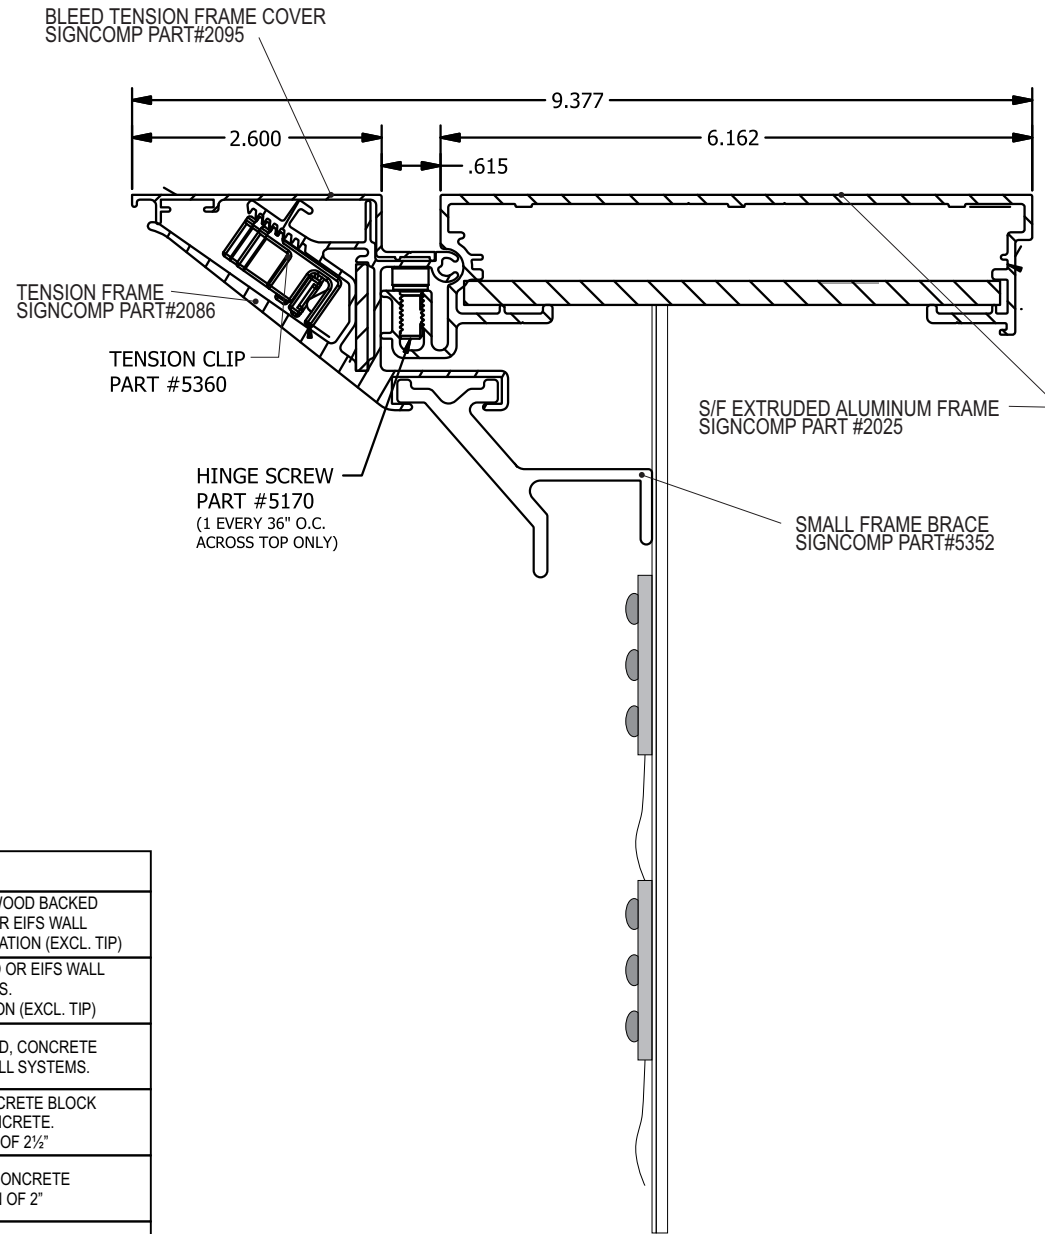 BLEED TENSION FRAME COVER
SIGNCOMP PART#2095
9.377
2.600
6.162
.615
TENSION FRAME
SIGNCOMP PART#2086
TENSION CLIP
PART #5360
S/F EXTRUDED ALUMINUM FRAME
SIGNCOMP PART #2025
HINGE SCREW
PART #5170
(1 EVERY 36" O.C.
ACROSS TOP ONLY)
SMALL FRAME BRACE
SIGNCOMP PART#5352
OOD BACKED
R EIFS WALL
ATION (EXCL. TIP)
OR EIFS WALL
S.
ON (EXCL. TIP)
D, CONCRETE
LL SYSTEMS.
CRETE BLOCK
NCRETE.
OF 2½"
ONCRETE
OF 2"